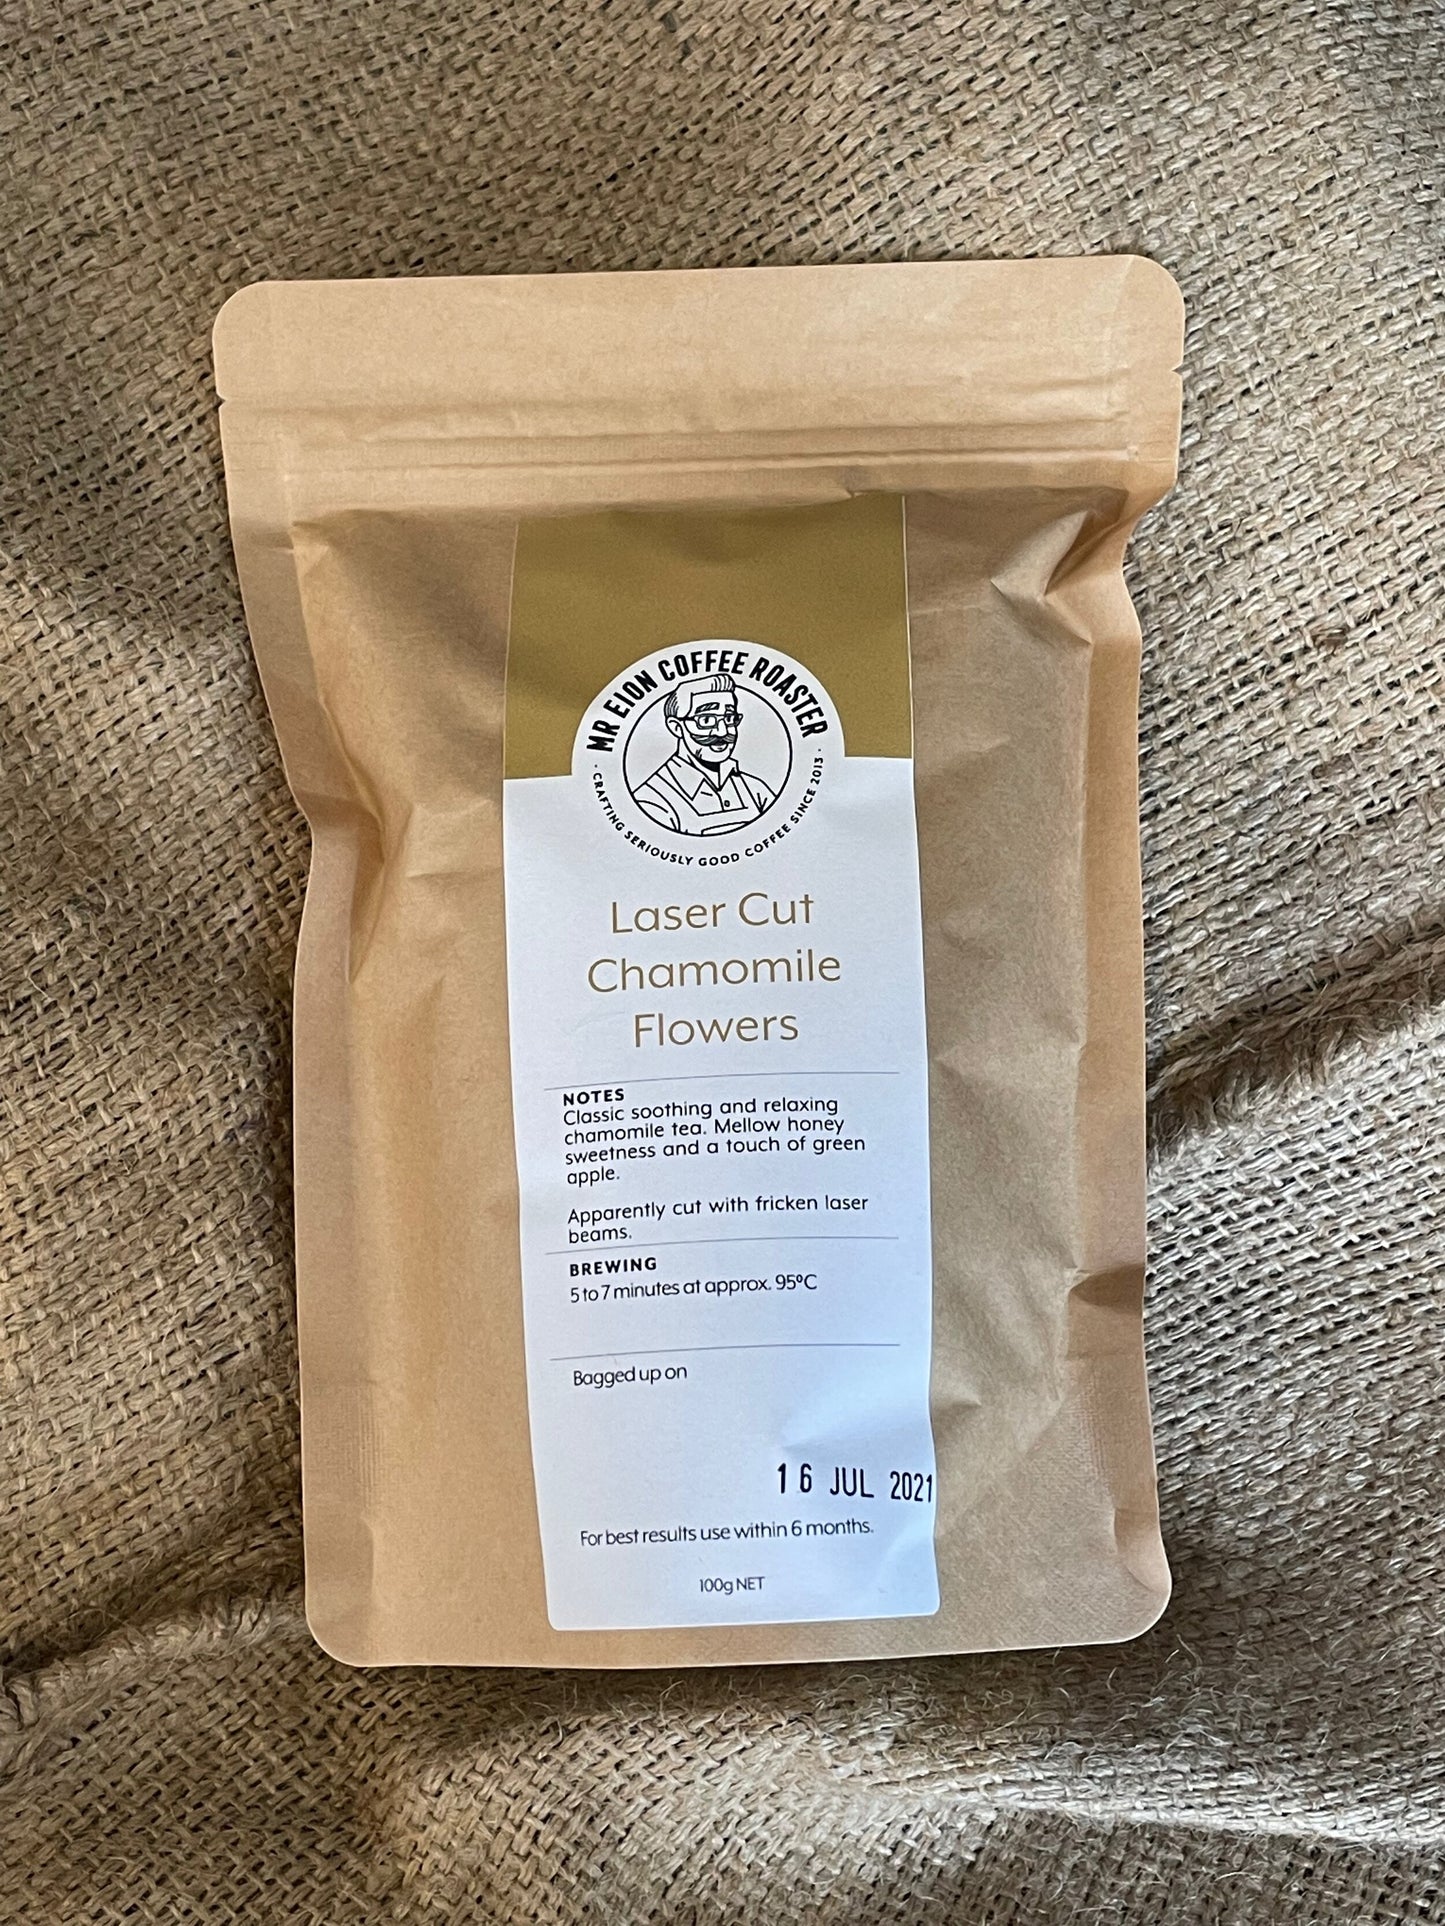 MR EION COFFEE ROASTER
· CRAFTING SERIOUSLY GOOD COFFEE SINCE 2013 ·
Laser Cut
Chamomile
Flowers
NOTES
Classic soothing and relaxing
chamomile tea. Mellow honey
sweetness and a touch of green
apple.
Apparently cut with fricken laser
beams.
BREWING
5 to 7 minutes at approx. 95ºC
Bagged up on
16 JUL 2021
For best results use within 6 months.
100g NET